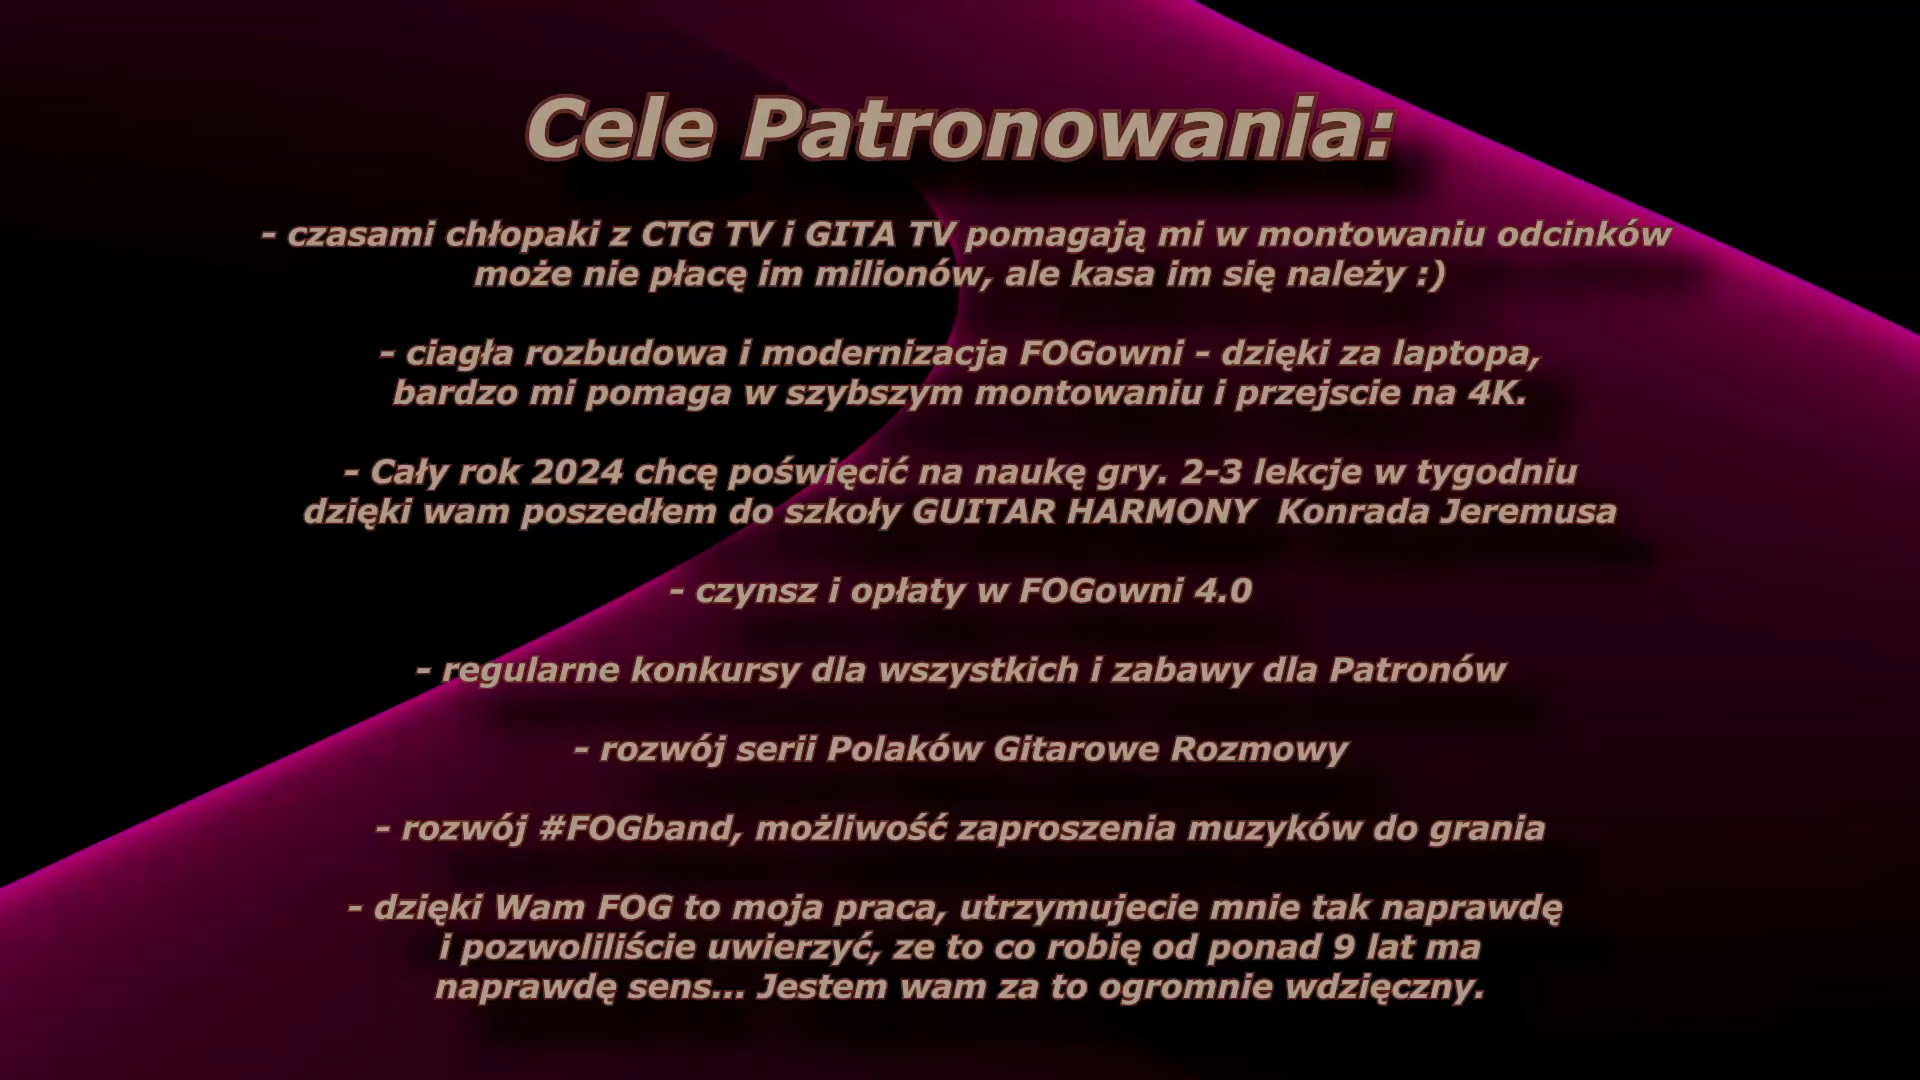 Cele Patronowania:
- czasami chłopaki z CTG TV i GITA TV pomagają mi w montowaniu odcinków
może nie płacę im milionów, ale kasa im się należy :)
- ciagła rozbudowa i modernizacja FOGowni - dzięki za laptopa,
bardzo mi pomaga w szybszym montowaniu i przejscie na 4K.
- Cały rok 2024 chcę poświęcić na naukę gry. 2-3 lekcje w tygodniu
dzięki wam poszedłem do szkoły GUITAR HARMONY  Konrada Jeremusa
- czynsz i opłaty w FOGowni 4.0
- regularne konkursy dla wszystkich i zabawy dla Patronów
- rozwój serii Polaków Gitarowe Rozmowy
- rozwój #FOGband, możliwość zaproszenia muzyków do grania
- dzięki Wam FOG to moja praca, utrzymujecie mnie tak naprawdę
i pozwoliliście uwierzyć, ze to co robię od ponad 9 lat ma
naprawdę sens... Jestem wam za to ogromnie wdzięczny.